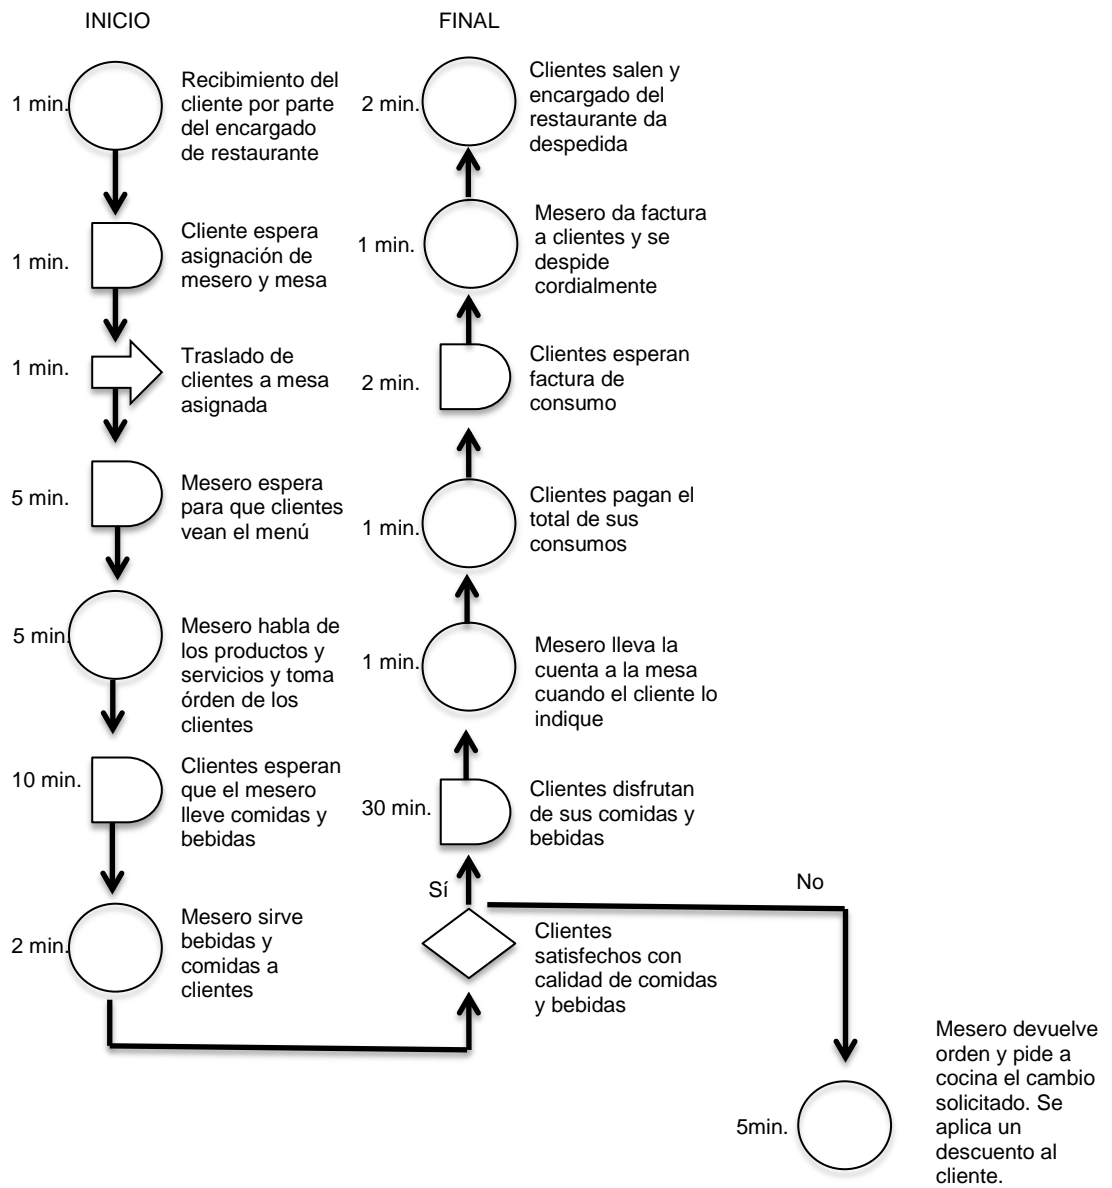 INICIO
1 min.
Recibimiento del
cliente por parte
del encargado
de restaurante
1 min.
Cliente espera
asignación de
mesero y mesa
1 min.
Traslado de
clientes a mesa
asignada
5 min.
Mesero espera
para que clientes
vean el menú
5 min.
Mesero habla de
los productos y
servicios y toma
órden de los
clientes
10 min.
Clientes esperan
que el mesero
lleve comidas y
bebidas
2 min.
Mesero sirve
bebidas y
comidas a
clientes
FINAL
2 min.
Clientes salen y
encargado del
restaurante da
despedida
1 min.
Mesero da factura
a clientes y se
despide
cordialmente
2 min.
Clientes esperan
factura de
consumo
1 min.
Clientes pagan el
total de sus
consumos
1 min.
Mesero lleva la
cuenta a la mesa
cuando el cliente lo
indique
30 min.
Clientes disfrutan
de sus comidas y
bebidas
Sí
No
Clientes
satisfechos con
calidad de comidas
y bebidas
5min.
Mesero devuelve
orden y pide a
cocina el cambio
solicitado. Se
aplica un
descuento al
cliente.